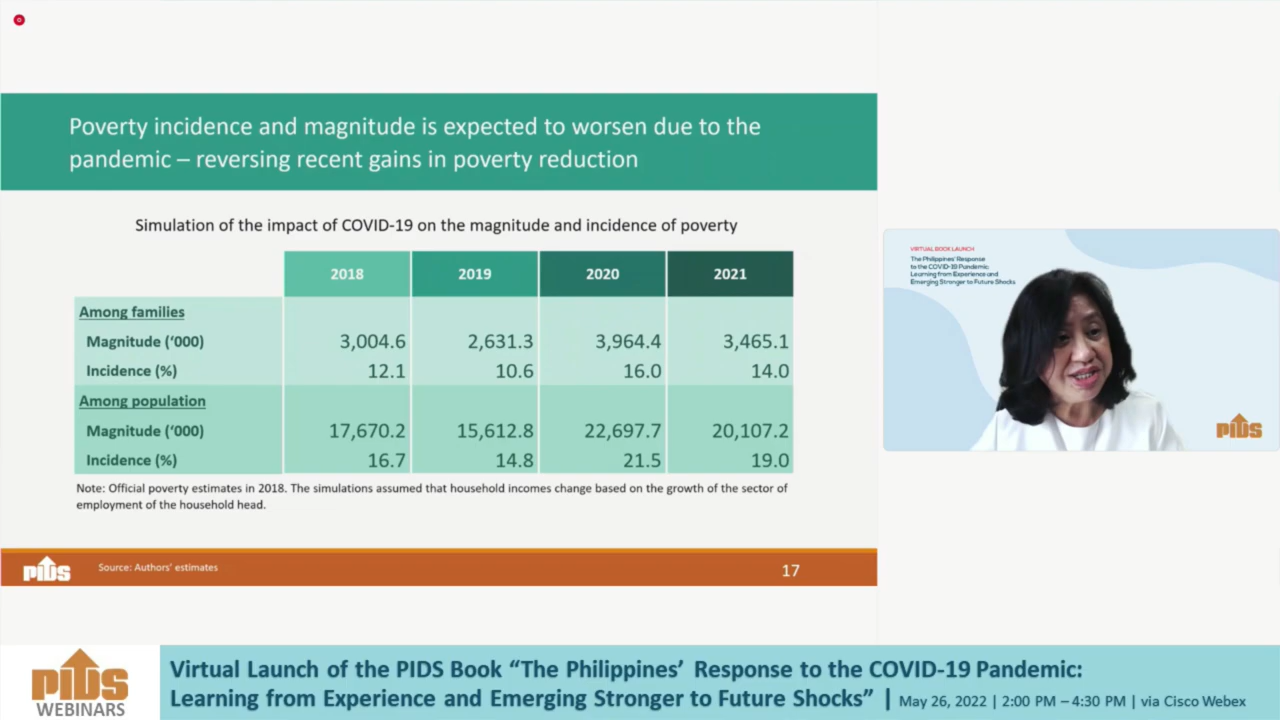 Poverty incidence and magnitude is expected to worsen due to the
pandemic – reversing recent gains in poverty reduction
Simulation of the impact of COVID-19 on the magnitude and incidence of poverty
2018 2019 2020 2021
Among families
Magnitude (‘000) 3,004.6 2,631.3 3,964.4 3,465.1
Incidence (%) 12.1 10.6 16.0 14.0
Among population
Magnitude (‘000) 17,670.2 15,612.8 22,697.7 20,107.2
Incidence (%) 16.7 14.8 21.5 19.0
Note: Official poverty estimates in 2018. The simulations assumed that household incomes change based on the growth of the sector of
employment of the household head.
PIDS
Source: Authors' estimates
17
VIRTUAL BOOK LAUNCH
The Philippines' Response
to the COVID-19 Pandemic:
Learning from Experience and
Emerging Stronger to Future Shocks
PIDS
PIDS
WEBINARS
Virtual Launch of the PIDS Book “The Philippines’ Response to the COVID-19 Pandemic:
Learning from Experience and Emerging Stronger to Future Shocks” | May 26, 2022 | 2:00 PM – 4:30 PM | via Cisco Webex